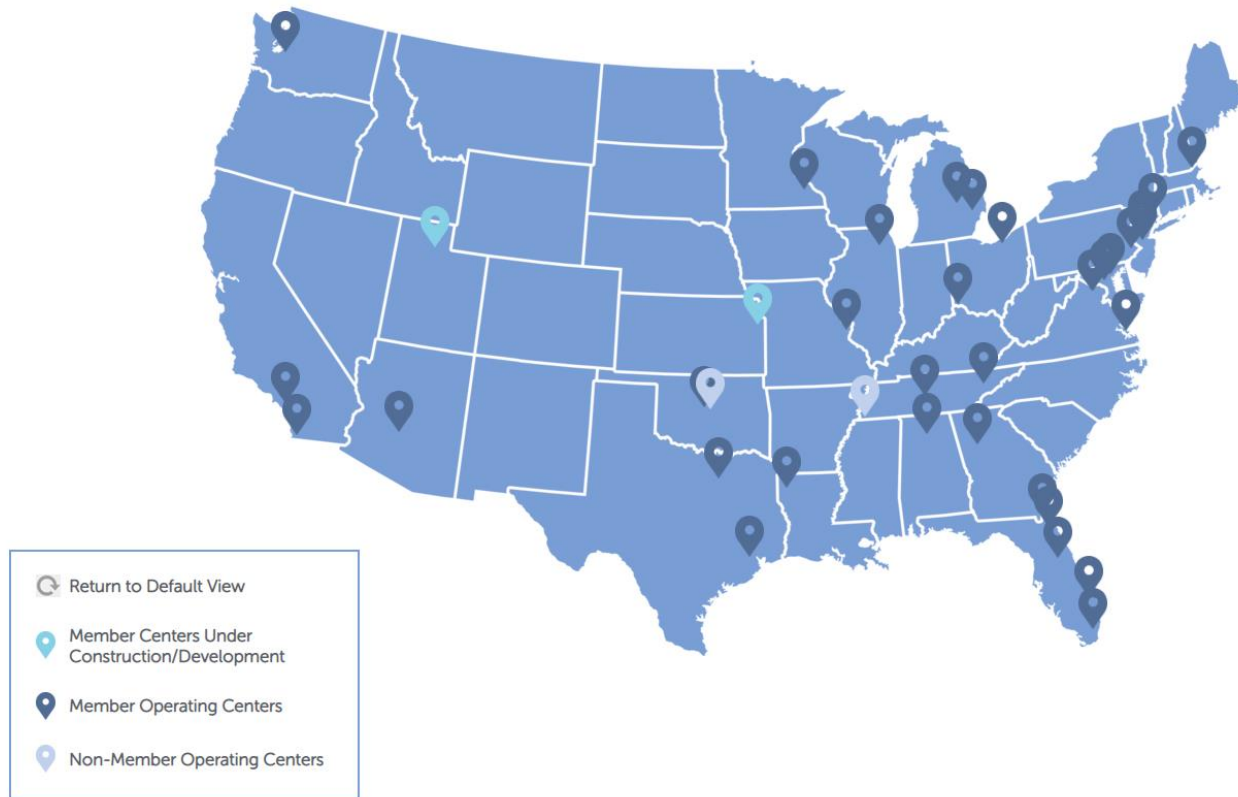 Return to Default View
Member Centers Under
Construction/Development
Member Operating Centers
Non-Member Operating Centers